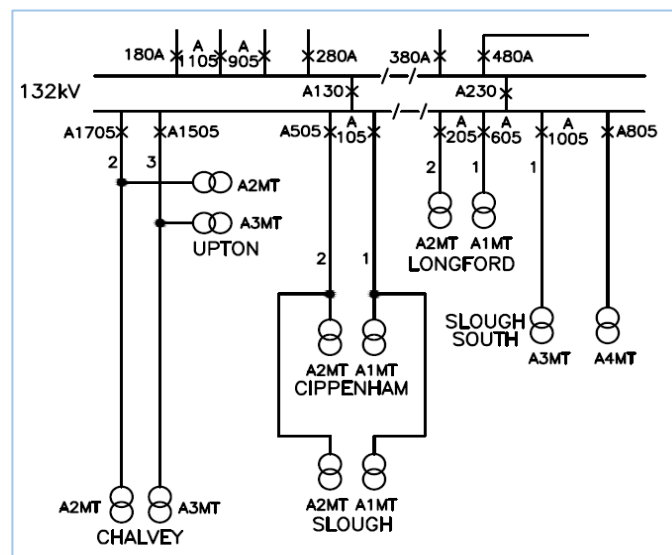 180A A 1105 A 905 280A 380A 480A
132kV
A130 A230
A1705 A1505 A505 A 105 A 205 A 605 A 1005 A805
2 3 2 1 1
A2MT
A3MT
UPTON
A2MT A1MT
LONGFORD
2 1
SLOUGH
SOUTH
A3MT A4MT
A2MT A1MT
CIPPENHAM
A2MT A3MT
CHALVEY
A2MT A1MT
SLOUGH